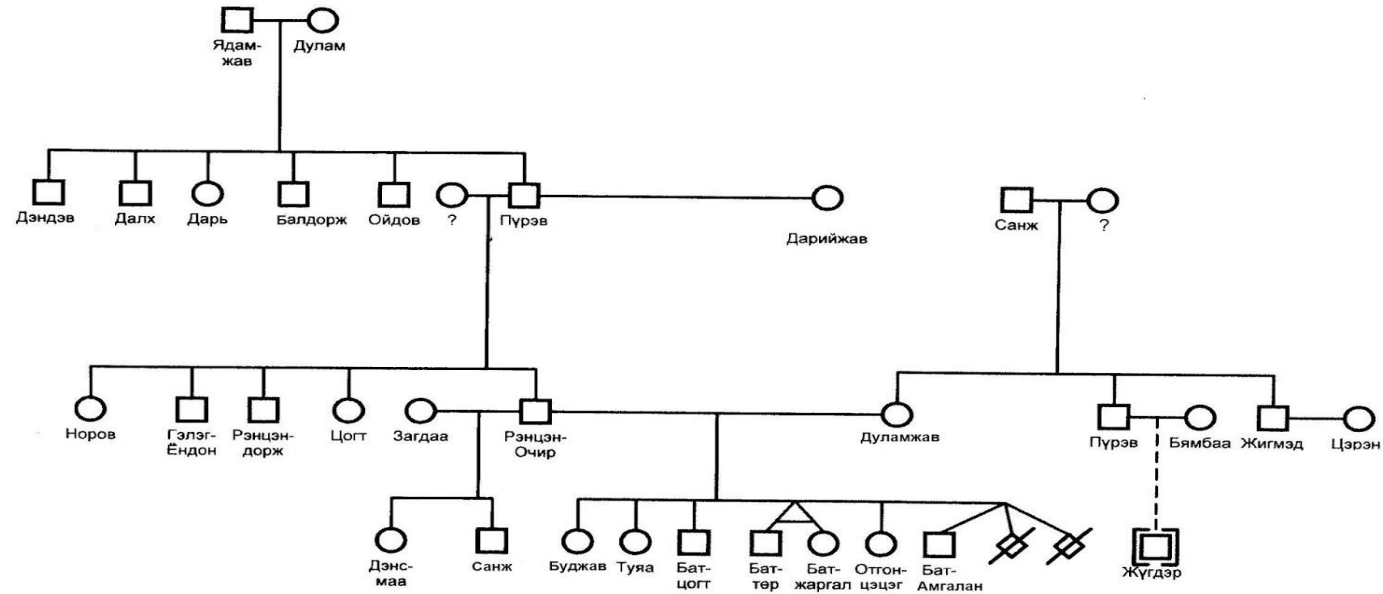 Ядам-
жав
Дулам
Дэндэв
Далх
Дарь
Балдорж
Ойдов
?
Пүрэв
Дарийжав
Санж
?
Норов
Гэлэг-
Ёндон
Рэнцэн-
дорж
Цогт
Загдаа
Рэнцэн-
Очир
Дуламжав
Пүрэв
Бямбаа
Жигмэд
Цэрэн
Дэнс-
маа
Санж
Буджав
Туяа
Бат-
цогт
Бат-
төр
Бат-
жаргал
Отгон-
цэцэг
Бат-
Амгалан
Жүгдэр